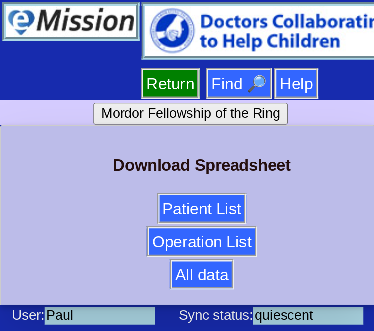 eMission
Doctors Collaborati
to Help Children
Return Find 🔎 Help
Mordor Fellowship of the Ring
Download Spreadsheet
Patient List
Operation List
All data
User: Paul Sync status: quiescent